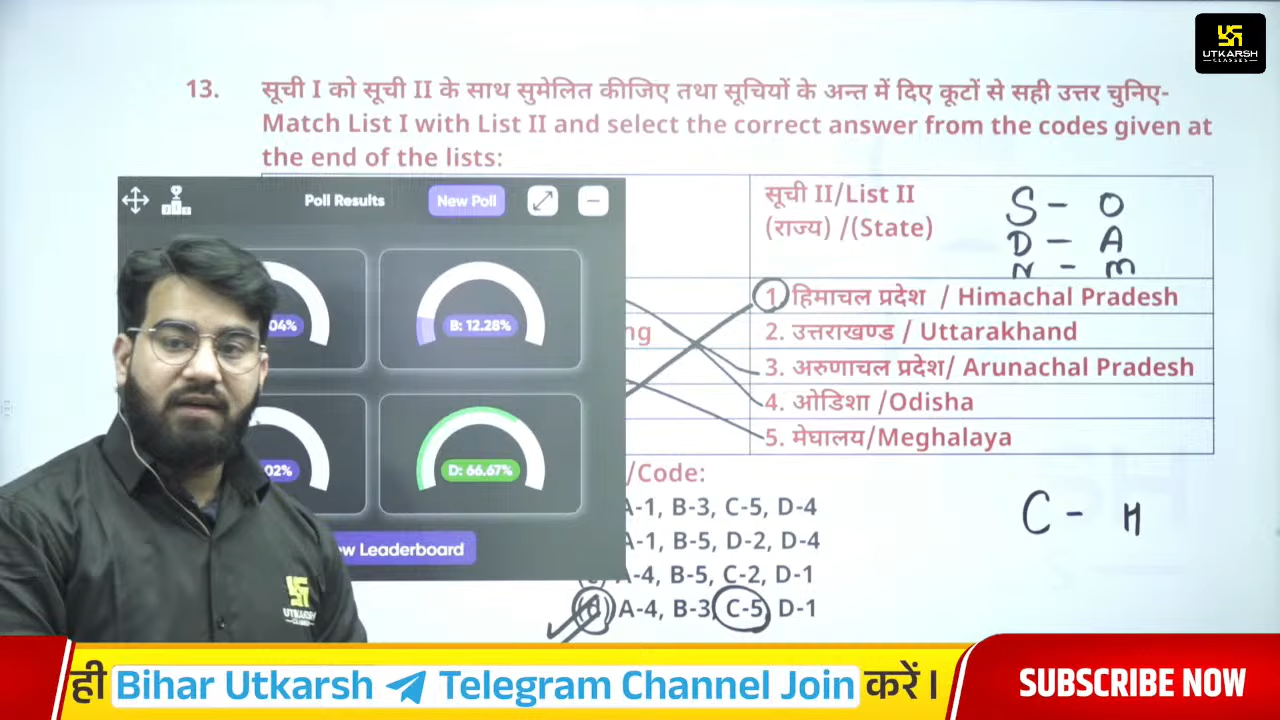 UTKARSH
CLASSES
13. सूची I को सूची II के साथ सुमेलित कीजिए तथा सूचियों के अन्त में दिए कूटों से सही उत्तर चुनिए-
Match List I with List II and select the correct answer from the codes given at
the end of the lists:
Poll Results
New Poll
04%
B: 12.28%
02%
D: 66.67%
Leaderboard
सूची II/List II
(राज्य) /(State)
S - O
D - A
N - M
1. हिमाचल प्रदेश / Himachal Pradesh
2. उत्तराखण्ड / Uttarakhand
3. अरुणाचल प्रदेश/ Arunachal Pradesh
4. ओडिशा /Odisha
5. मेघालय/Meghalaya
/Code:
A-1, B-3, C-5, D-4
A-1, B-5, D-2, D-4
A-4, B-5, C-2, D-1
(d) A-4, B-3, C-5, D-1
C - H
UTKARSH
ही Bihar Utkarsh Telegram Channel Join करें।
SUBSCRIBE NOW